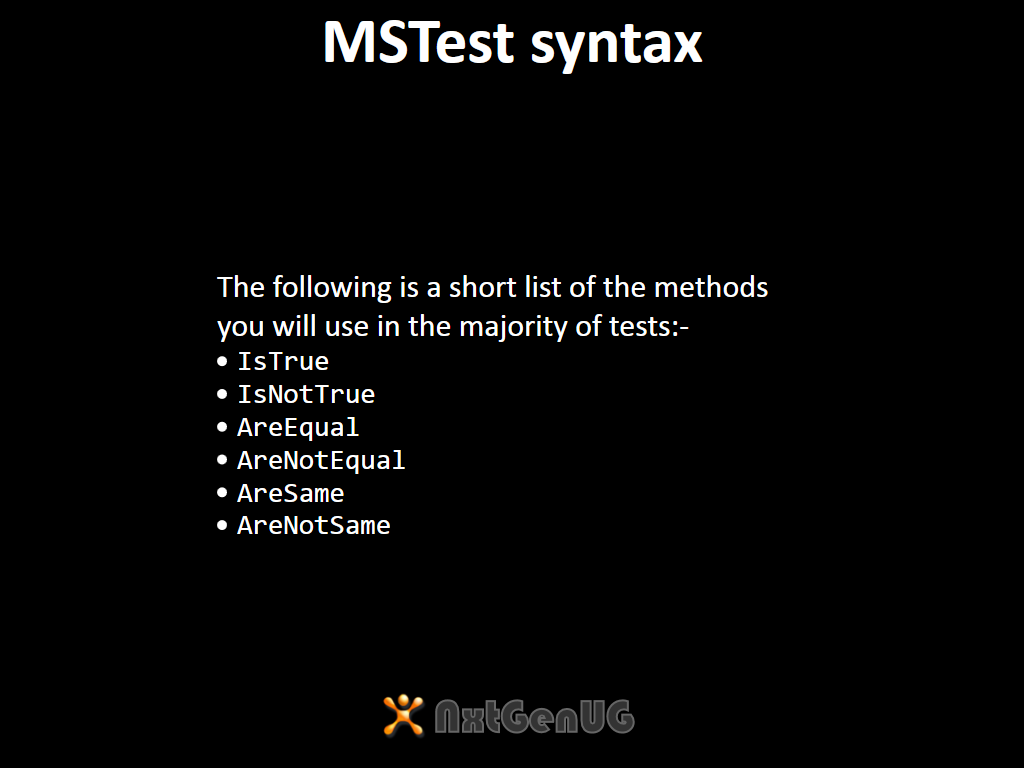 MSTest syntax
The following is a short list of the methods
you will use in the majority of tests:-
• IsTrue
• IsNotTrue
• AreEqual
• AreNotEqual
• AreSame
• AreNotSame
NxtGenUG